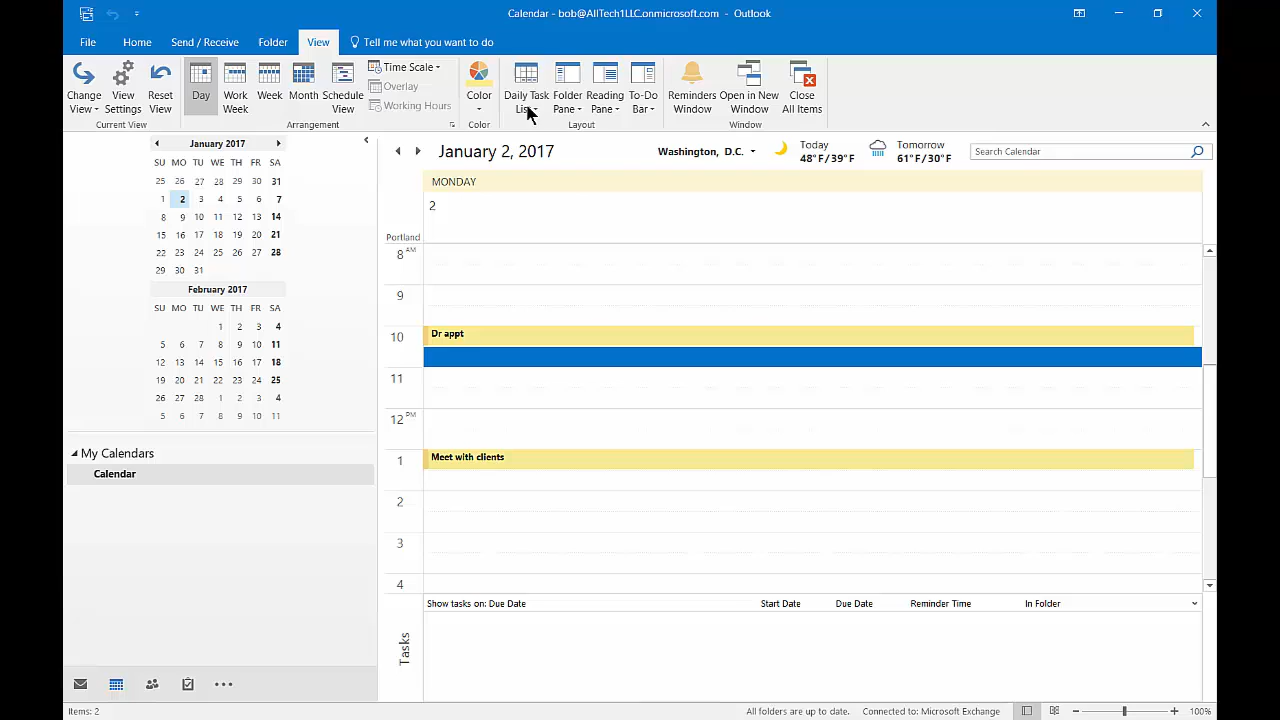 Calendar - bob@AllTech1LLC.onmicrosoft.com - Outlook
File Home Send / Receive Folder View Tell me what you want to do
Change View
View Settings
Reset View
Current View
Day
Work Week
Week
Month
Schedule View
Time Scale
Overlay
Working Hours
Arrangement
Color
Color
Daily Task List
Folder Pane
Reading Pane
To-Do Bar
Layout
Reminders Window
Open in New Window
Close All Items
Window
January 2017
SU MO TU WE TH FR SA
25 26 27 28 29 30 31
1 2 3 4 5 6 7
8 9 10 11 12 13 14
15 16 17 18 19 20 21
22 23 24 25 26 27 28
29 30 31
February 2017
SU MO TU WE TH FR SA
1 2 3 4
5 6 7 8 9 10 11
12 13 14 15 16 17 18
19 20 21 22 23 24 25
26 27 28 1 2 3 4
5 6 7 8 9 10 11
My Calendars
Calendar
January 2, 2017
Washington, D.C.
Today
48°F/39°F
Tomorrow
61°F/30°F
Search Calendar
MONDAY
2
Portland
8 AM
9
10
Dr appt
11
12 PM
1
Meet with clients
2
3
4
Show tasks on: Due Date Start Date Due Date Reminder Time In Folder
Tasks
Items: 2 All folders are up to date. Connected to: Microsoft Exchange 100%